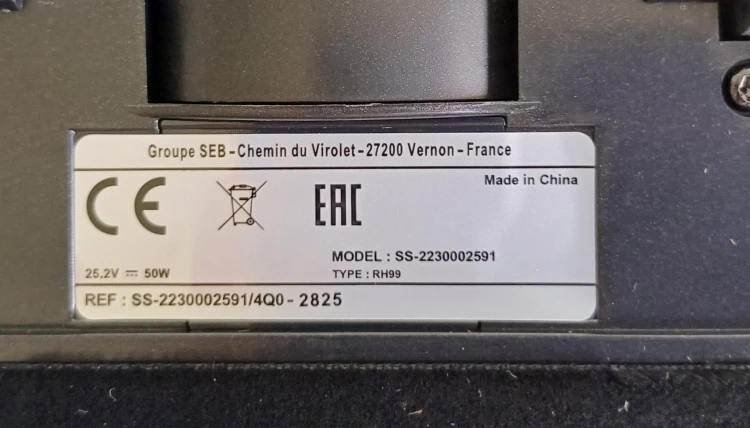 Groupe SEB - Chemin du Virolet - 27200 Vernon - France
Made in China
CE
EAC
MODEL : SS-2230002591
25.2V ⎓ 50W
TYPE : RH99
REF : SS-2230002591/4Q0 - 2825